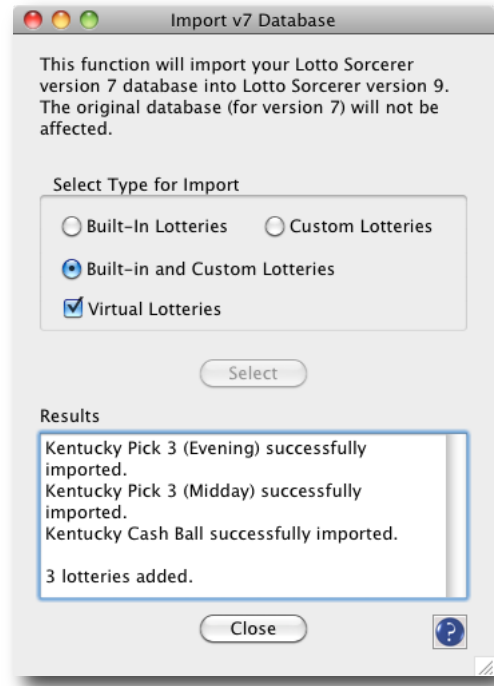 Import v7 Database
This function will import your Lotto Sorcerer
version 7 database into Lotto Sorcerer version 9.
The original database (for version 7) will not be
affected.
Select Type for Import
Built-In Lotteries
Custom Lotteries
Built-in and Custom Lotteries
Virtual Lotteries
Select
Results
Kentucky Pick 3 (Evening) successfully
imported.
Kentucky Pick 3 (Midday) successfully
imported.
Kentucky Cash Ball successfully imported.
3 lotteries added.
Close
?